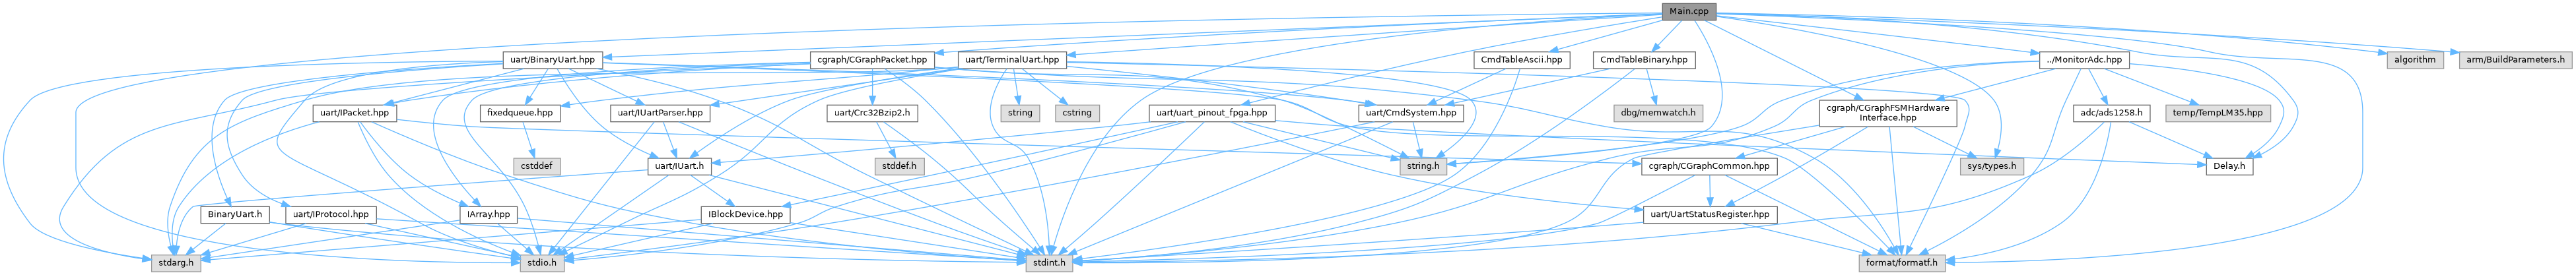 Main.cpp
uart/BinaryUart.hpp
cgraph/CGraphPacket.hpp
uart/TerminalUart.hpp
CmdTableAscii.hpp
CmdTableBinary.hpp
../MonitorAdc.hpp
algorithm
arm/BuildParameters.h
uart/IPacket.hpp
fixedqueue.hpp
uart/IUartParser.hpp
uart/Crc32Bzip2.h
string
cstring
uart/uart_pinout_fpga.hpp
uart/CmdSystem.hpp
dbg/memwatch.h
cgraph/CGraphFSMHardware
Interface.hpp
adc/ads1258.h
temp/TempLM35.hpp
cstddef
uart/IUart.h
stddef.h
string.h
cgraph/CGraphCommon.hpp
sys/types.h
Delay.h
BinaryUart.h
uart/IProtocol.hpp
IArray.hpp
IBlockDevice.hpp
uart/UartStatusRegister.hpp
stdarg.h
stdio.h
stdint.h
format/formatf.h